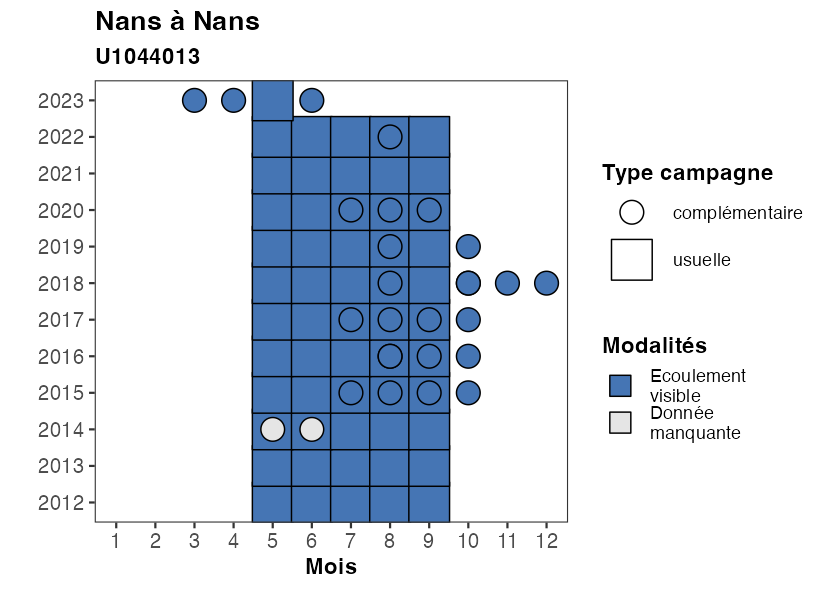 Nans à Nans
U1044013
2023
2022
2021
2020
2019
2018
2017
2016
2015
2014
2013
2012
1 2 3 4 5 6 7 8 9 10 11 12
Mois
Type campagne
complémentaire
usuelle
Modalités
Ecoulement
visible
Donnée
manquante